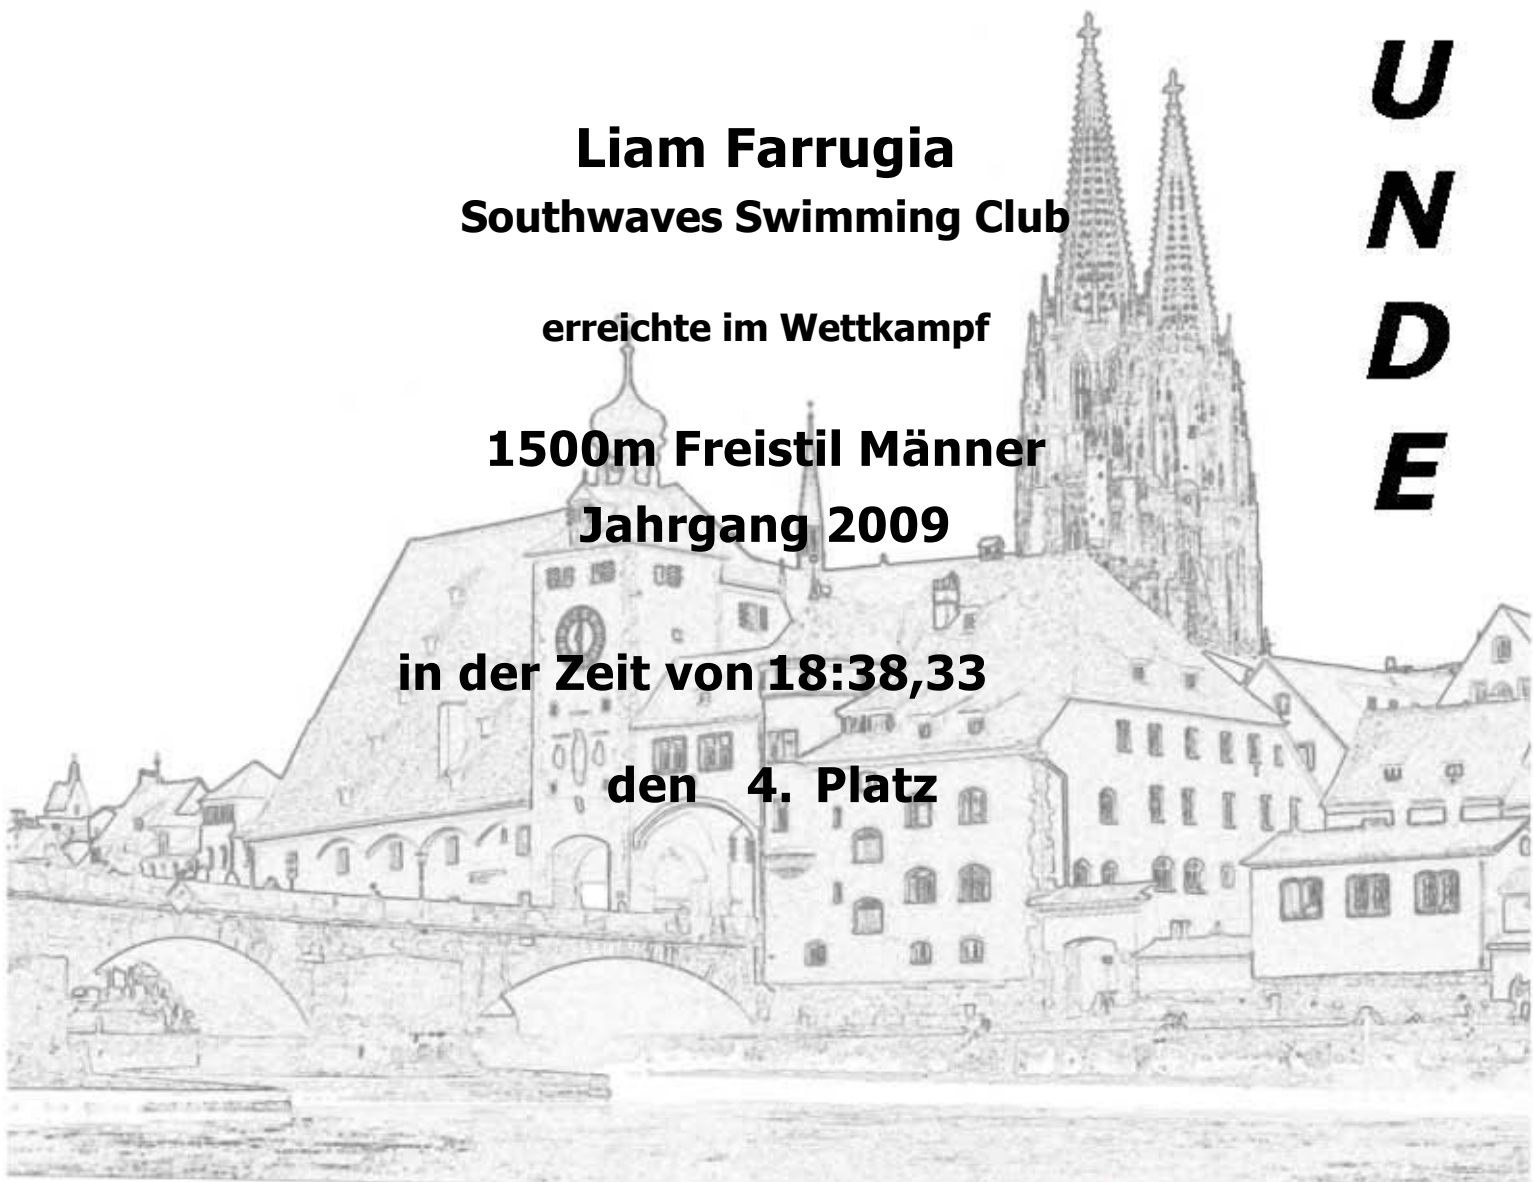 Liam Farrugia
Southwaves Swimming Club
erreichte im Wettkampf
1500m Freistil Männer
Jahrgang 2009
in der Zeit von 18:38,33
den 4. Platz
U
N
D
E